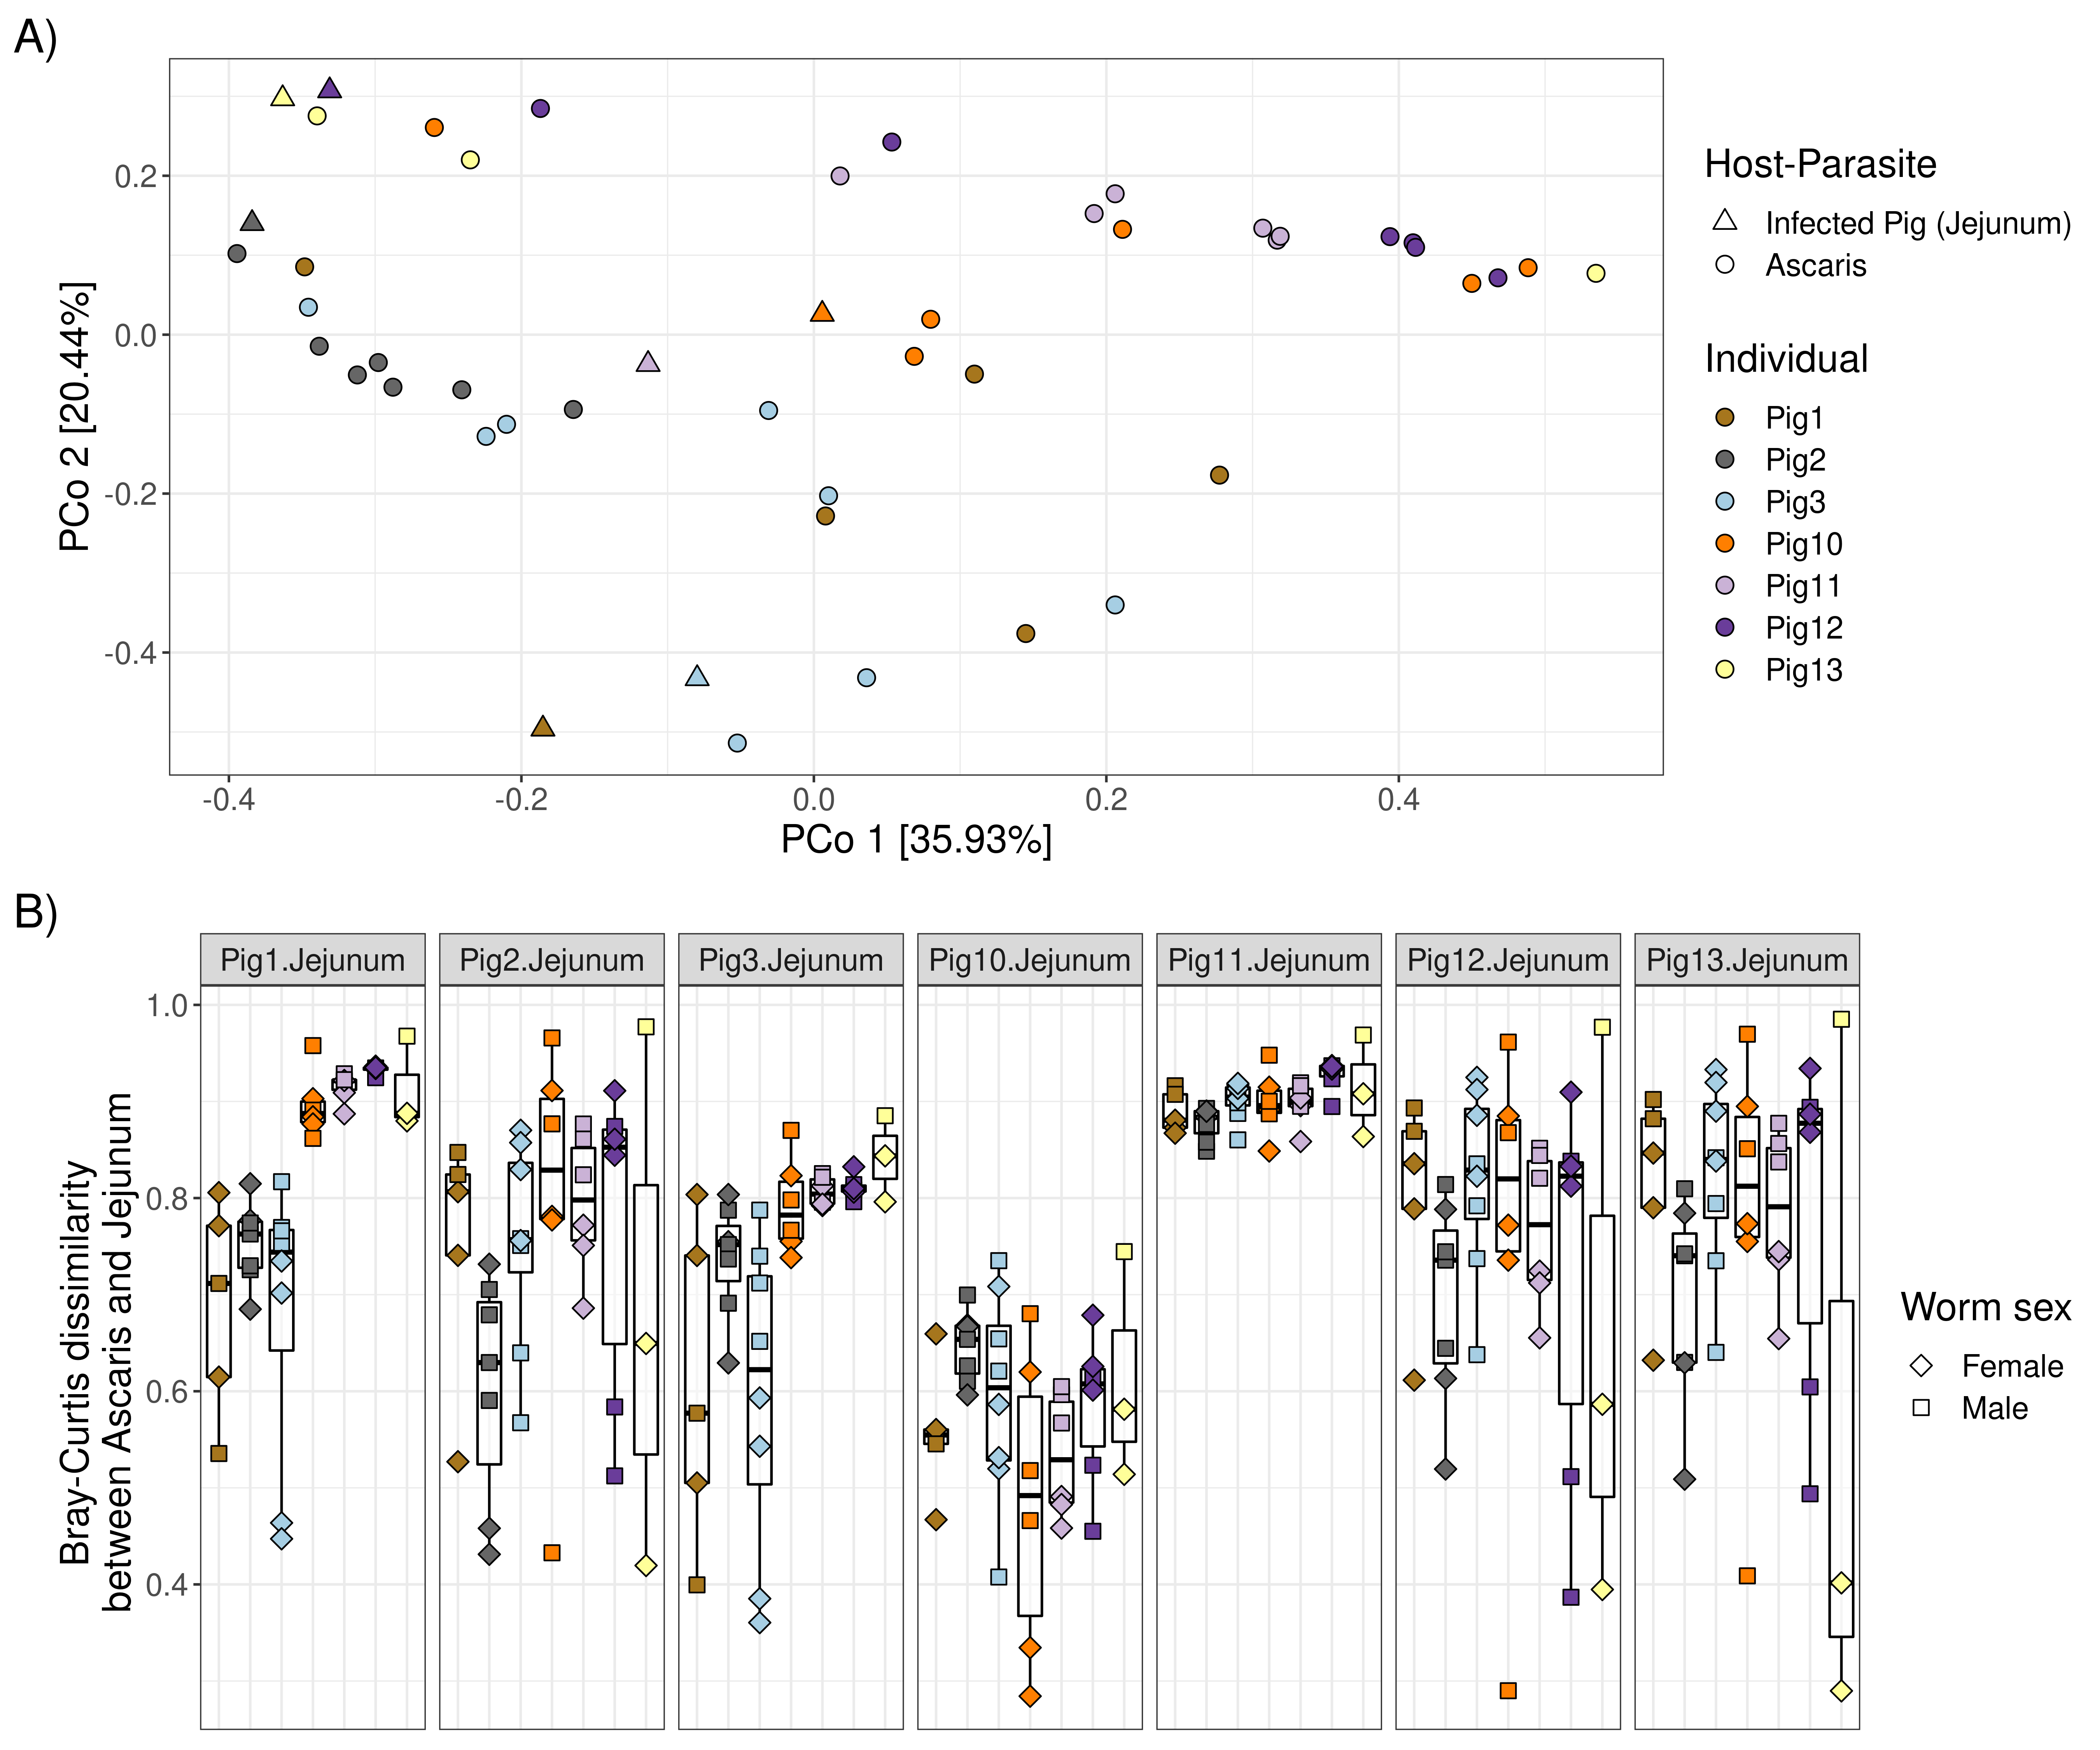 A)
0.2
0.0
-0.2
-0.4
PCo 2 [20.44%]
-0.4
-0.2
0.0
0.2
0.4
PCo 1 [35.93%]
Host-Parasite
Infected Pig (Jejunum)
Ascaris
Individual
Pig1
Pig2
Pig3
Pig10
Pig11
Pig12
Pig13
B)
Pig1.Jejunum
Pig2.Jejunum
Pig3.Jejunum
Pig10.Jejunum
Pig11.Jejunum
Pig12.Jejunum
Pig13.Jejunum
1.0
0.8
0.6
0.4
Bray-Curtis dissimilarity
between Ascaris and Jejunum
Worm sex
Female
Male